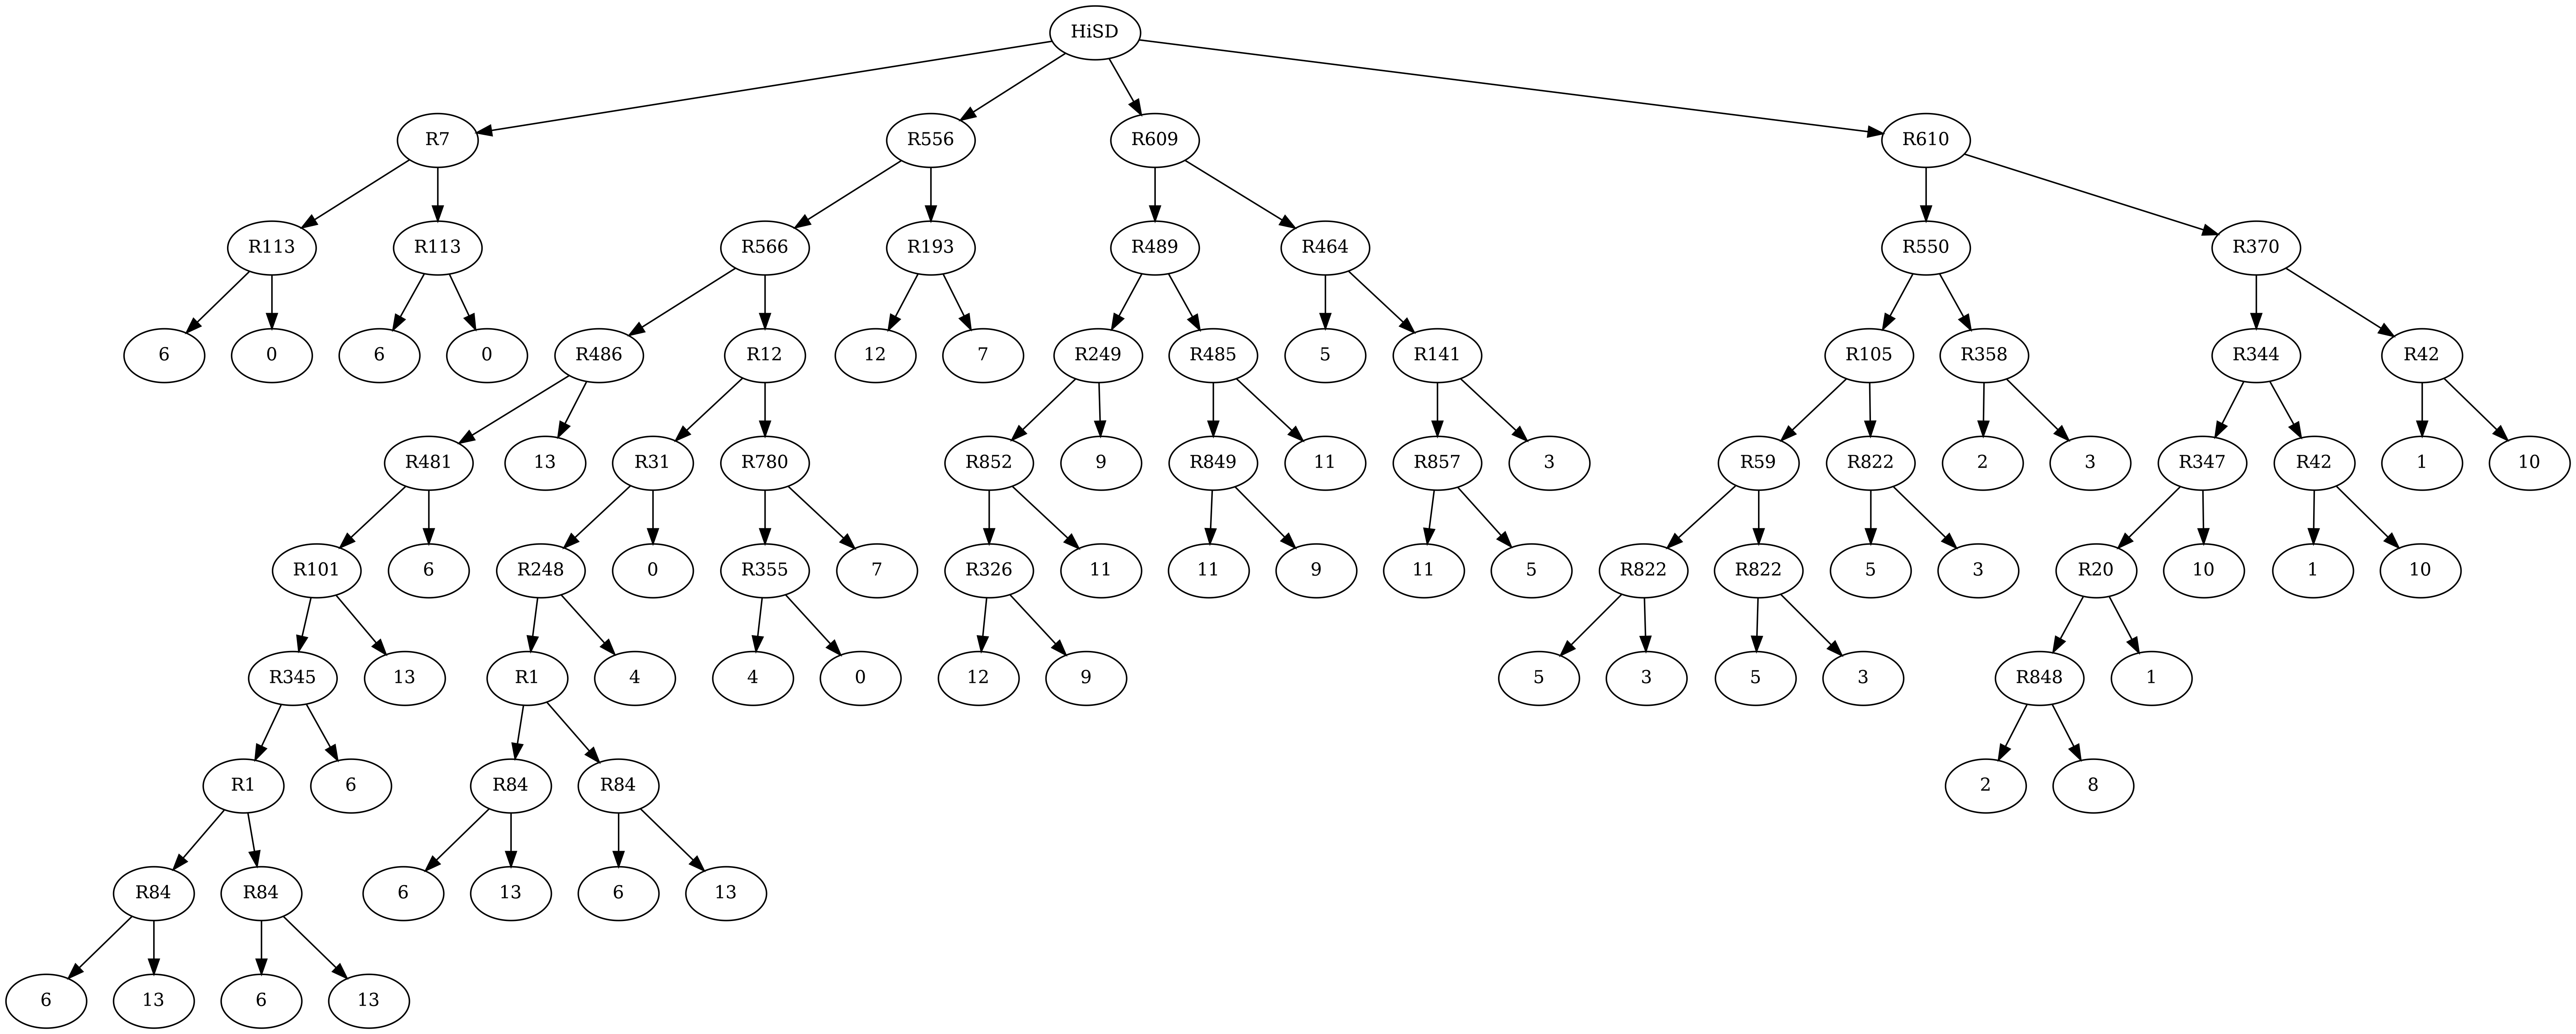 HiSD
R7 R556 R609 R610
R113 R113 R566 R193 R489 R464 R550 R370
6 0 6 0 R486 R12 12 7 R249 R485 5 R141 R105 R358 R344 R42
R481 13 R31 R780 R852 9 R849 11 R857 3 R59 R822 2 3 R347 R42 1 10
R101 6 R248 0 R355 7 R326 11 11 9 11 5 R822 R822 5 3 R20 10 1 10
R345 13 R1 4 4 0 12 9 5 3 5 3 R848 1
R1 6 R84 R84 2 8
R84 R84 6 13 6 13
6 13 6 13